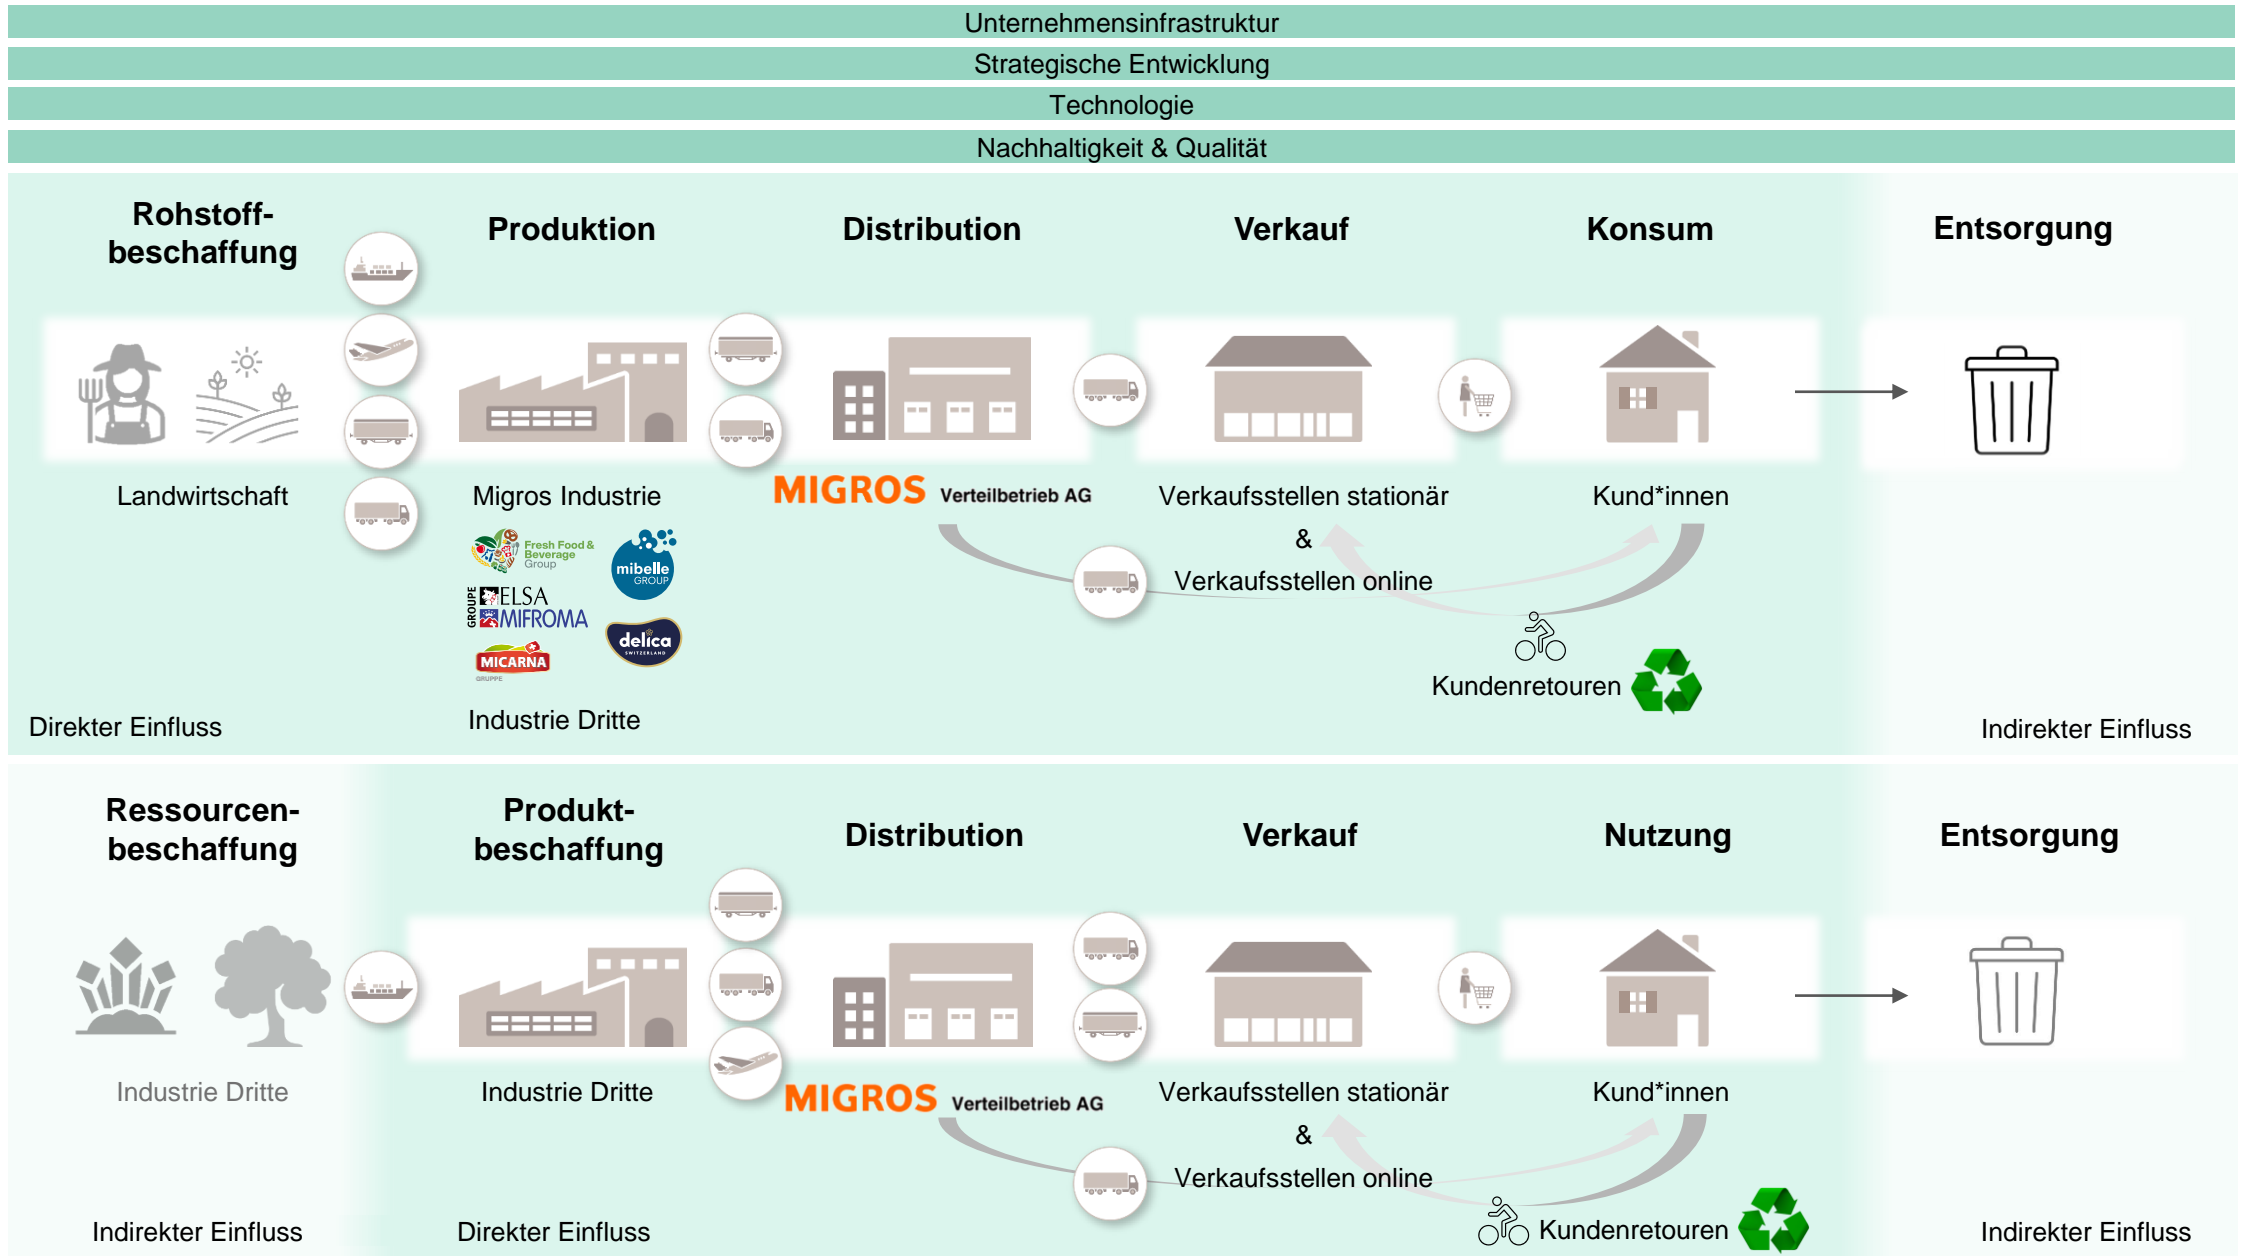 Unternehmensinfrastruktur
Strategische Entwicklung
Technologie
Nachhaltigkeit & Qualität
Rohstoff-
beschaffung
Produktion
Distribution
Verkauf
Konsum
Entsorgung
Landwirtschaft
Migros Industrie
MIGROS Verteilbetrieb AG
Verkaufsstellen stationär
&
Verkaufsstellen online
Kund*innen
Fresh Food &
Beverage
Group
mibelle
GROUP
GROUPE
ELSA
MIFROMA
delica
SWITZERLAND
MICARNA
GRUPPE
Industrie Dritte
Kundenretouren
Direkter Einfluss
Indirekter Einfluss
Ressourcen-
beschaffung
Produkt-
beschaffung
Distribution
Verkauf
Nutzung
Entsorgung
Industrie Dritte
Industrie Dritte
MIGROS Verteilbetrieb AG
Verkaufsstellen stationär
&
Verkaufsstellen online
Kund*innen
Kundenretouren
Indirekter Einfluss
Direkter Einfluss
Indirekter Einfluss